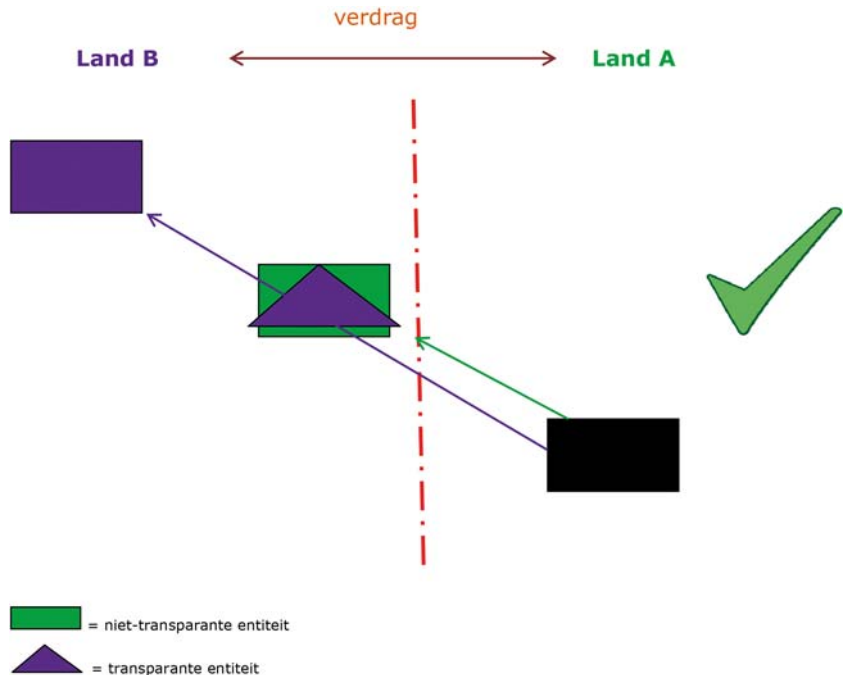 verdrag
Land B
Land A
= niet-transparante entiteit
= transparante entiteit